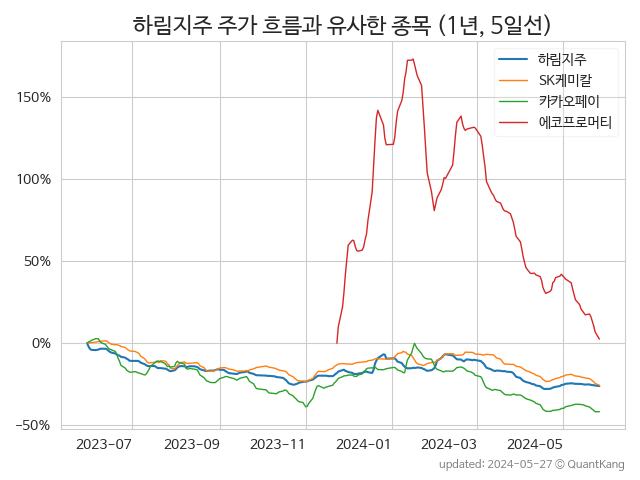 하림지주 주가 흐름과 유사한 종목 (1년, 5일선)
하림지주
SK케미칼
카카오페이
에코프로머티
150%
100%
50%
0%
−50%
2023-07
2023-09
2023-11
2024-01
2024-03
2024-05
updated: 2024-05-27 © QuantKang